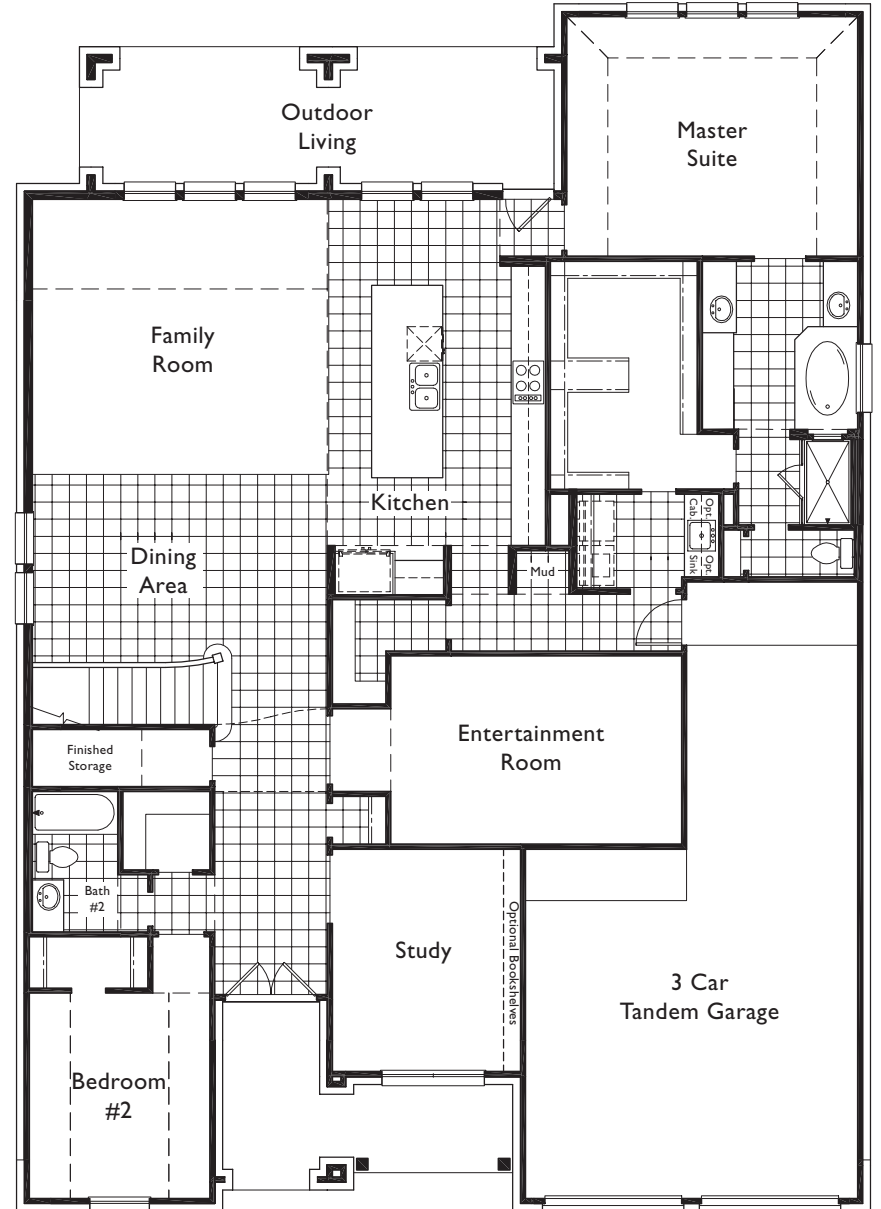 Outdoor
Living
Master
Suite
Family
Room
Kitchen
Opt.
Cab
Opt.
Sink
Dining
Area
Mud
Finished
Storage
Entertainment
Room
Bath
#2
Study
Optional Bookshelves
3 Car
Tandem Garage
Bedroom
#2